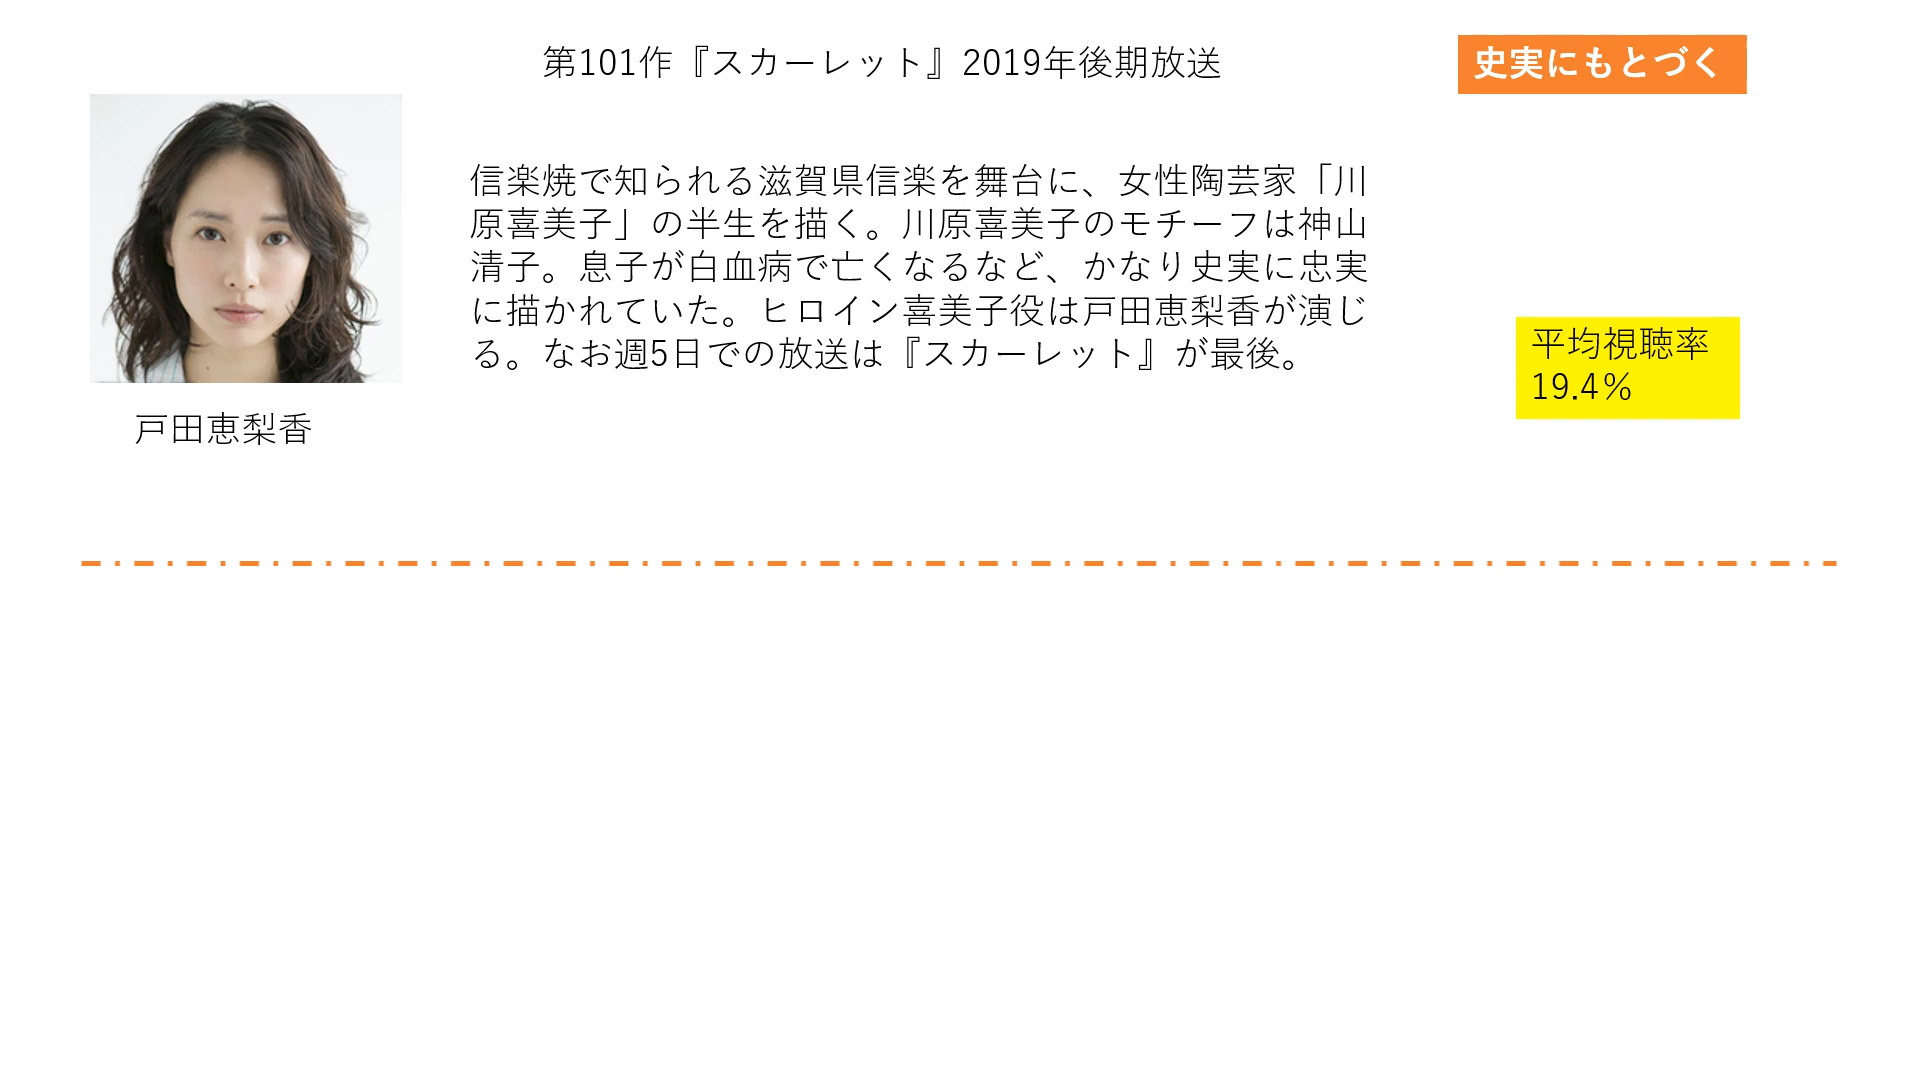 第101作『スカーレット』2019年後期放送
史実にもとづく
信楽焼で知られる滋賀県信楽を舞台に、女性陶芸家「川
原喜美子」の半生を描く。川原喜美子のモチーフは神山
清子。息子が白血病で亡くなるなど、かなり史実に忠実
に描かれていた。ヒロイン喜美子役は戸田恵梨香が演じ
る。なお週5日での放送は『スカーレット』が最後。
平均視聴率
19.4%
戸田恵梨香